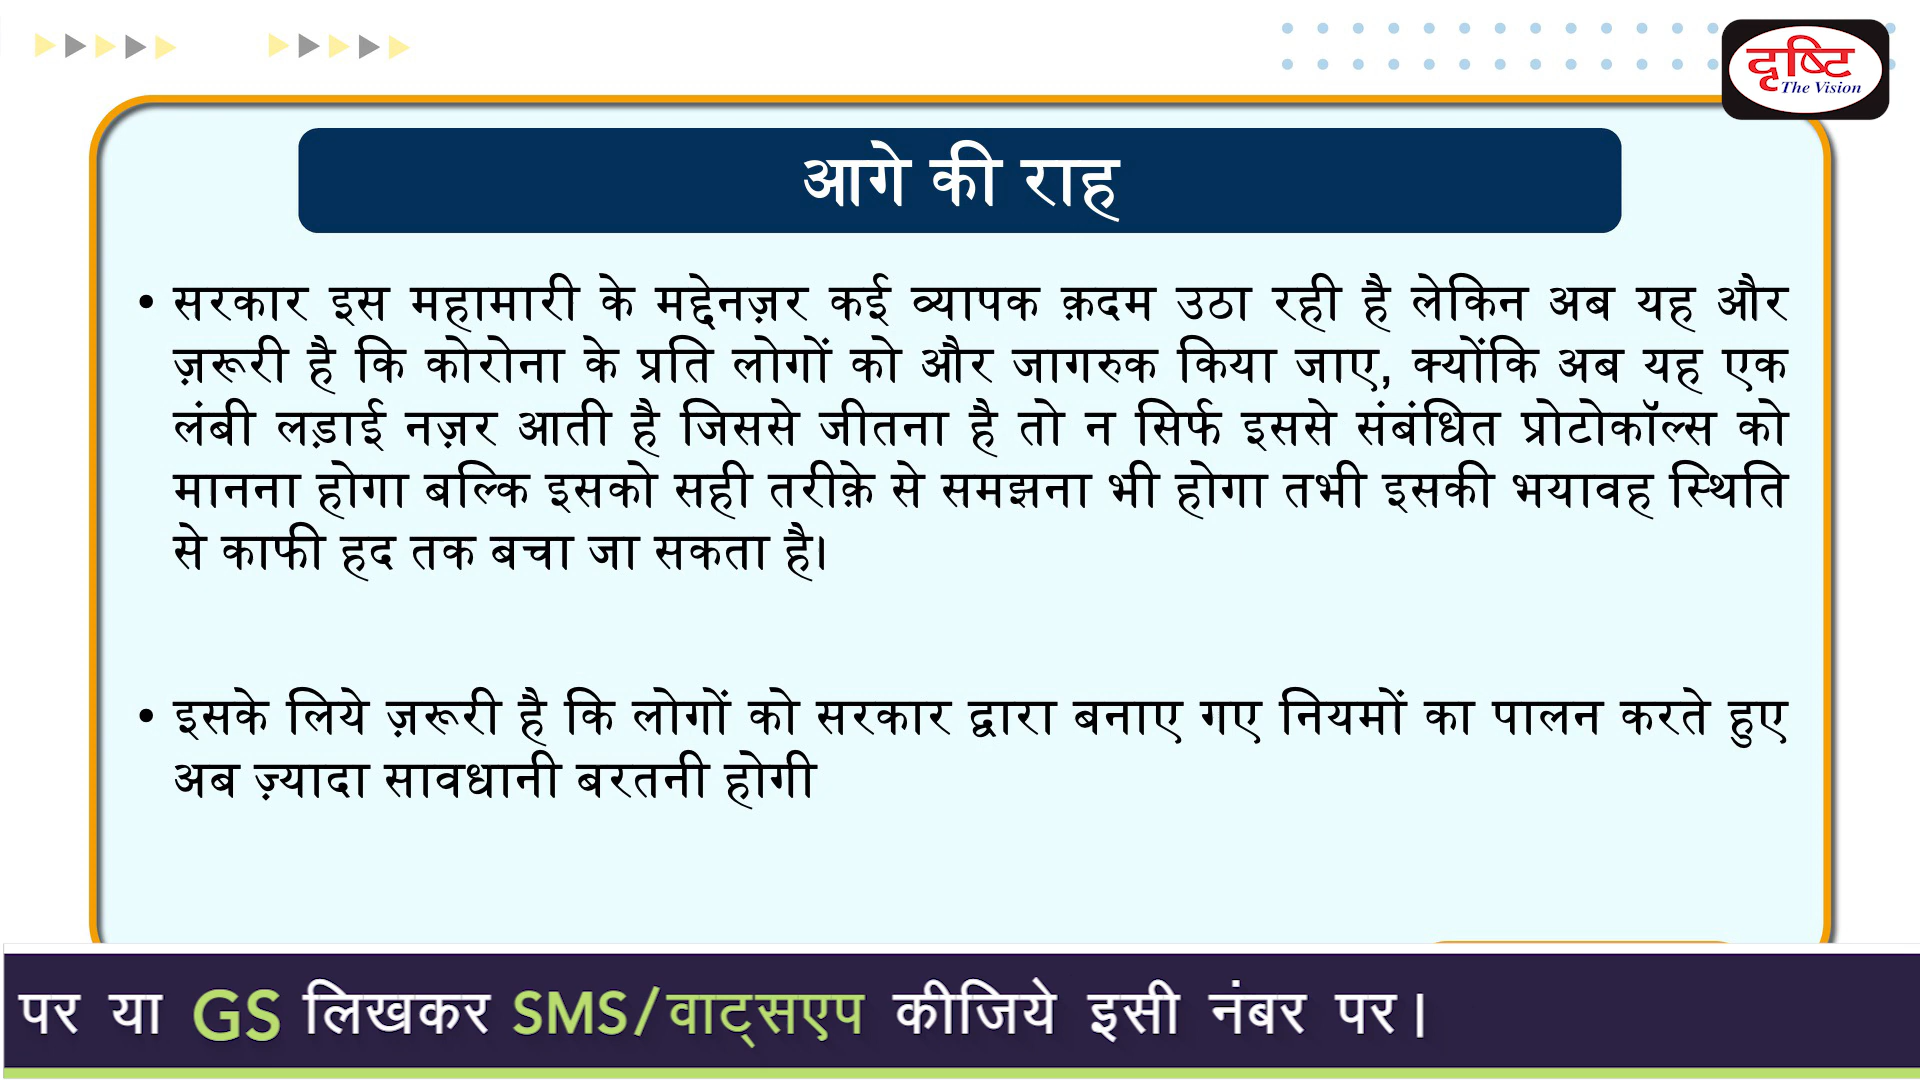 दृष्टि
The Vision
आगे की राह
• सरकार इस महामारी के मद्देनज़र कई व्यापक क़दम उठा रही है लेकिन अब यह और
ज़रूरी है कि कोरोना के प्रति लोगों को और जागरुक किया जाए, क्योंकि अब यह एक
लंबी लड़ाई नज़र आती है जिससे जीतना है तो न सिर्फ इससे संबंधित प्रोटोकॉल्स को
मानना होगा बल्कि इसको सही तरीक़े से समझना भी होगा तभी इसकी भयावह स्थिति
से काफी हद तक बचा जा सकता है।
• इसके लिये ज़रूरी है कि लोगों को सरकार द्वारा बनाए गए नियमों का पालन करते हुए
अब ज़्यादा सावधानी बरतनी होगी
पर या GS लिखकर SMS/वाट्सएप कीजिये इसी नंबर पर।